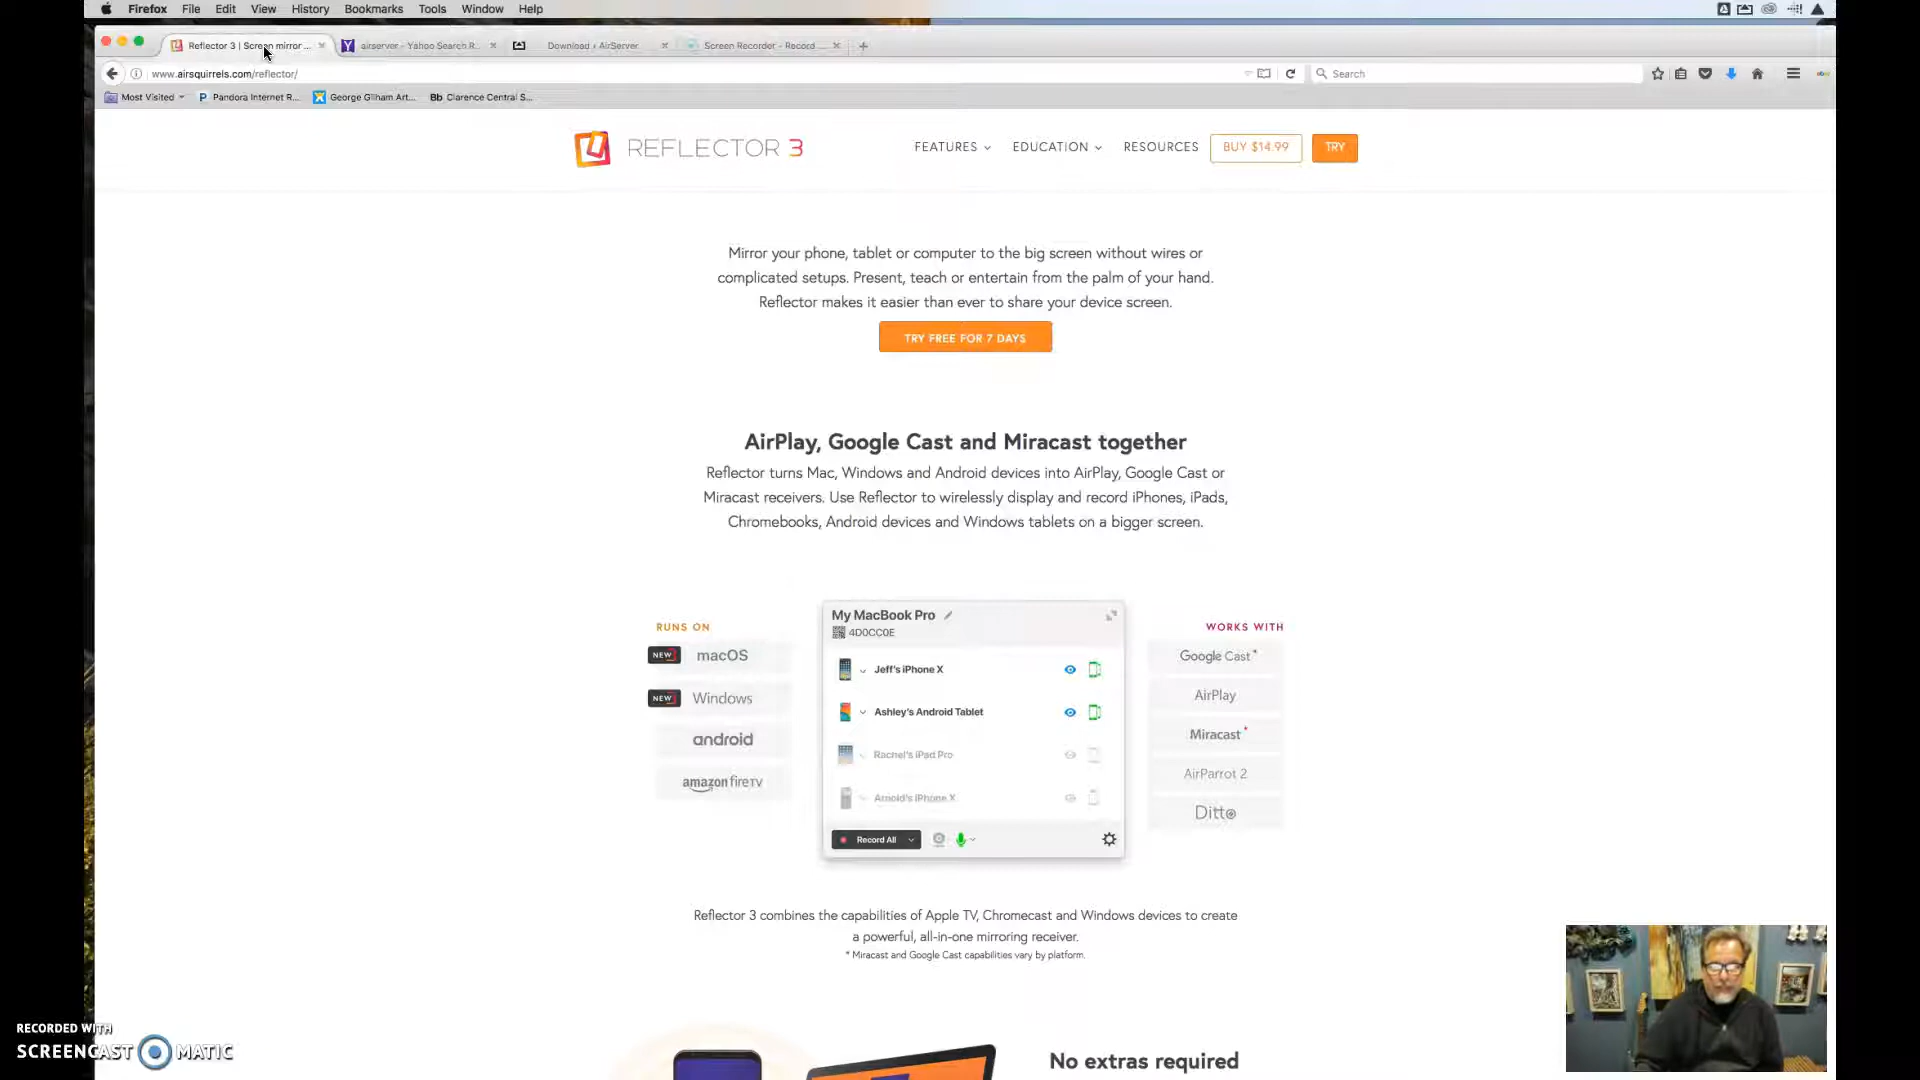 Firefox File Edit View History Bookmarks Tools Window Help
Reflector 3 | Screen mirror ...
airserver - Yahoo Search R...
Download ‹ AirServer
Screen Recorder - Record ...
www.airsquirrels.com/reflector/
Search
Most Visited
Pandora Internet R...
George Gilham Art...
Bb Clarence Central S...
REFLECTOR 3
FEATURES
EDUCATION
RESOURCES
BUY $14.99
TRY
Mirror your phone, tablet or computer to the big screen without wires or
complicated setups. Present, teach or entertain from the palm of your hand.
Reflector makes it easier than ever to share your device screen.
TRY FREE FOR 7 DAYS
AirPlay, Google Cast and Miracast together
Reflector turns Mac, Windows and Android devices into AirPlay, Google Cast or
Miracast receivers. Use Reflector to wirelessly display and record iPhones, iPads,
Chromebooks, Android devices and Windows tablets on a bigger screen.
RUNS ON
NEW macOS
NEW Windows
android
amazon fireTV
My MacBook Pro
4D0CC0E
Jeff's iPhone X
Ashley's Android Tablet
Rachel's iPad Pro
Arnold's iPhone X
Record All
WORKS WITH
Google Cast *
AirPlay
Miracast *
AirParrot 2
Ditto
Reflector 3 combines the capabilities of Apple TV, Chromecast and Windows devices to create
a powerful, all-in-one mirroring receiver.
* Miracast and Google Cast capabilities vary by platform.
No extras required
RECORDED WITH
SCREENCAST MATIC